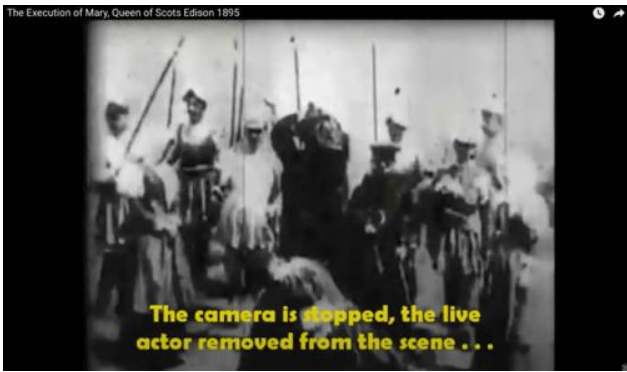 The Execution of Mary, Queen of Scots Edison 1895
The camera is stopped, the live
actor removed from the scene . . .